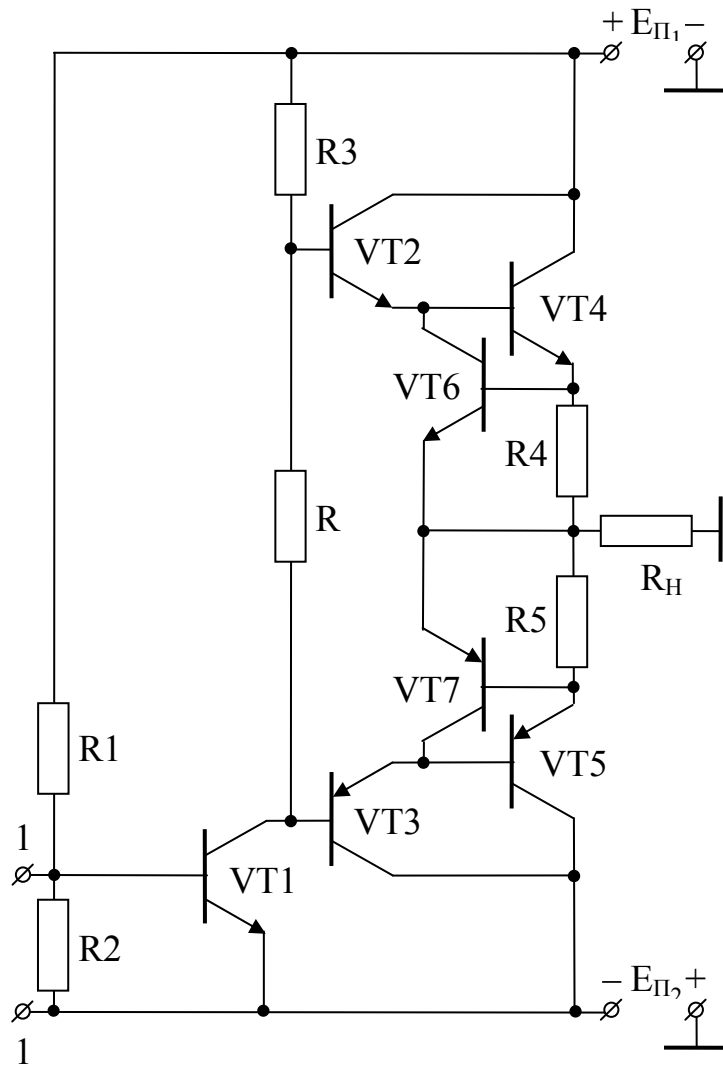 + EП₁ –
R3
VT2
VT4
VT6
R4
R
RН
R5
VT7
R1
VT5
1
VT3
VT1
R2
– EП₂ +
1